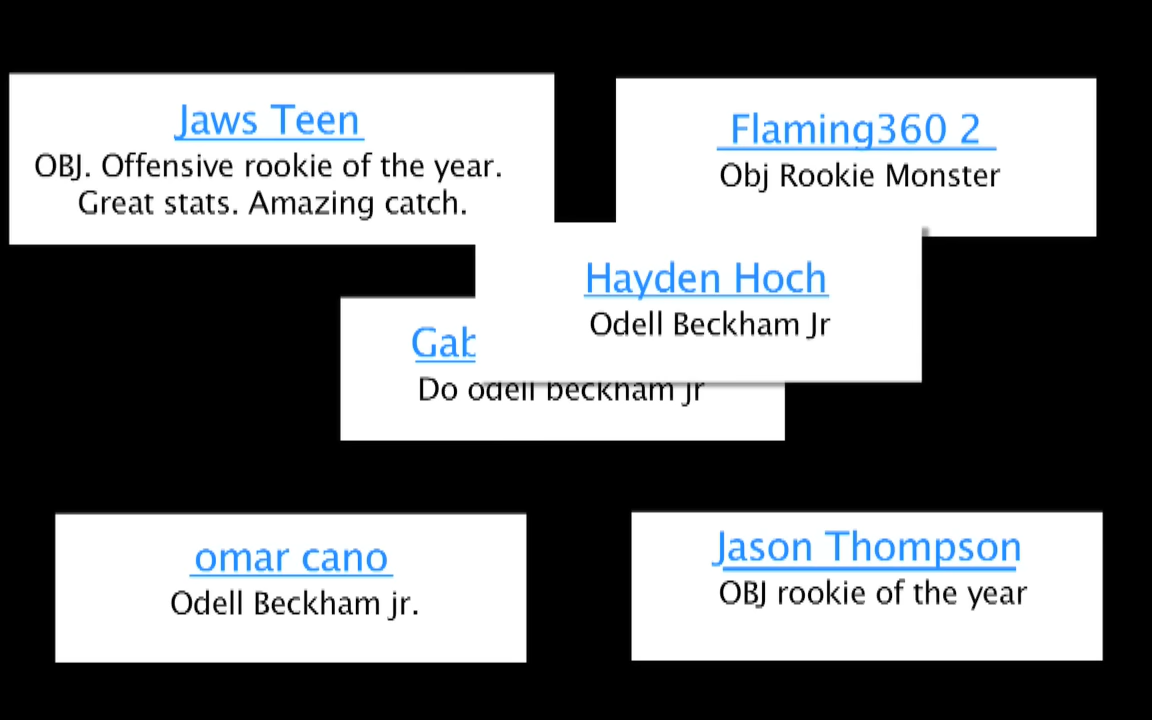 Jaws Teen
OBJ. Offensive rookie of the year.
Great stats. Amazing catch.
Flaming360 2
Obj Rookie Monster
Hayden Hoch
Odell Beckham Jr
Do odell beckham jr
omar cano
Odell Beckham jr.
Jason Thompson
OBJ rookie of the year